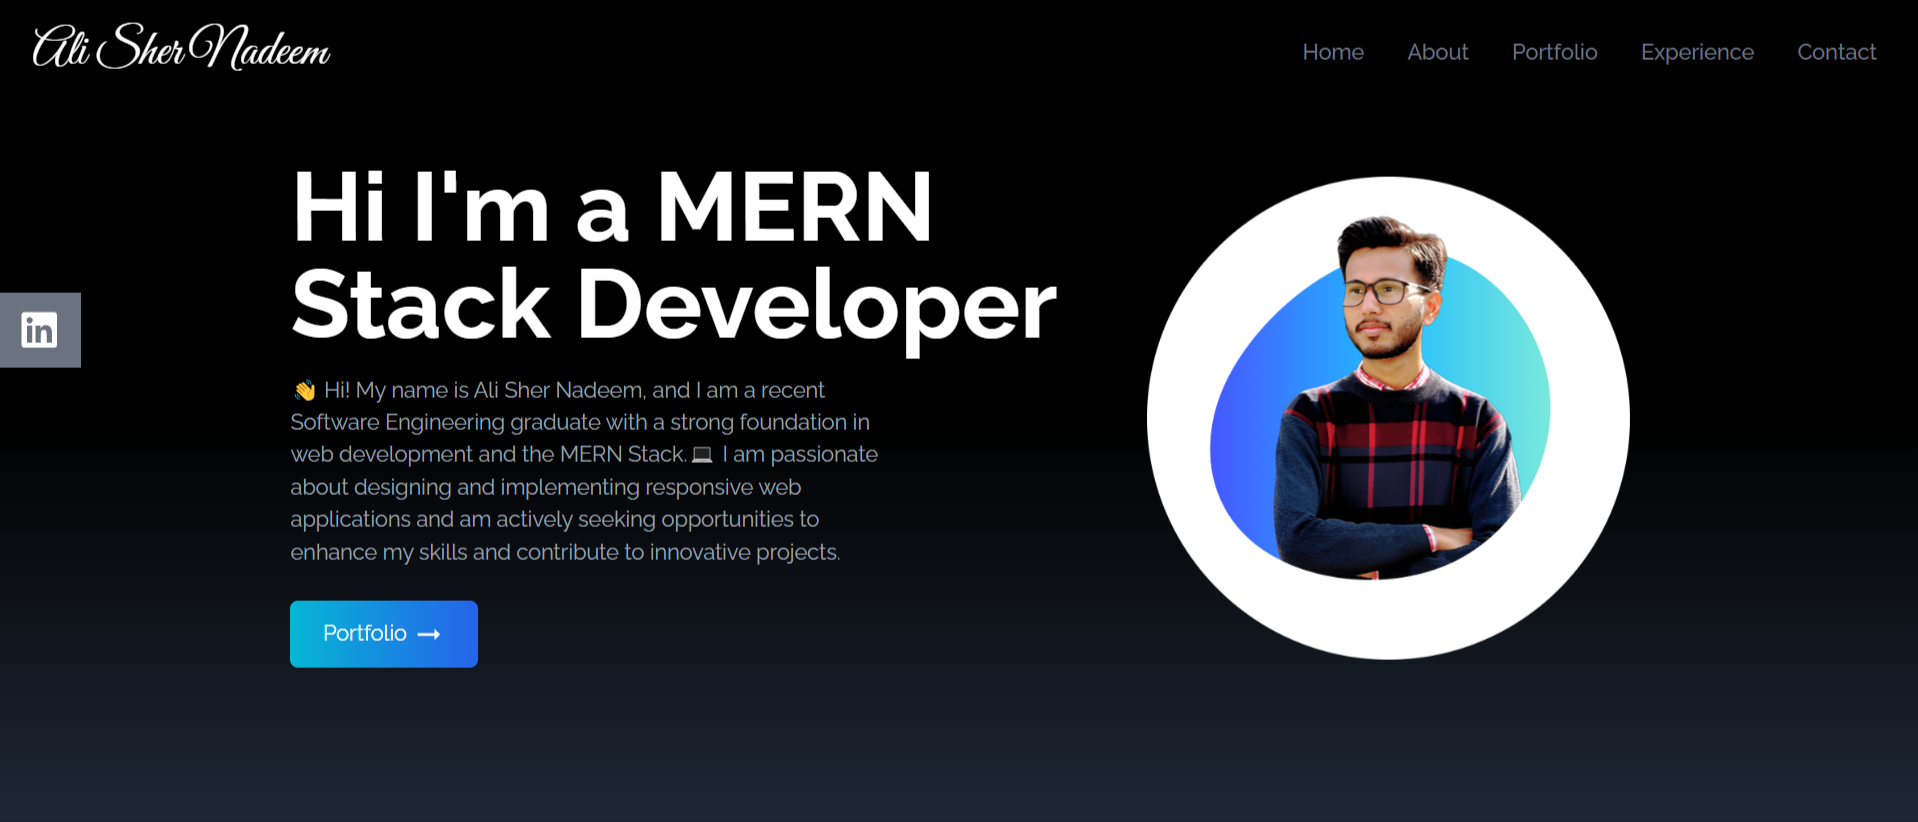 Ali Sher Nadeem
Home About Portfolio Experience Contact
Hi I'm a MERN
Stack Developer
in
👋 Hi! My name is Ali Sher Nadeem, and I am a recent
Software Engineering graduate with a strong foundation in
web development and the MERN Stack. 💻 I am passionate
about designing and implementing responsive web
applications and am actively seeking opportunities to
enhance my skills and contribute to innovative projects.
Portfolio →